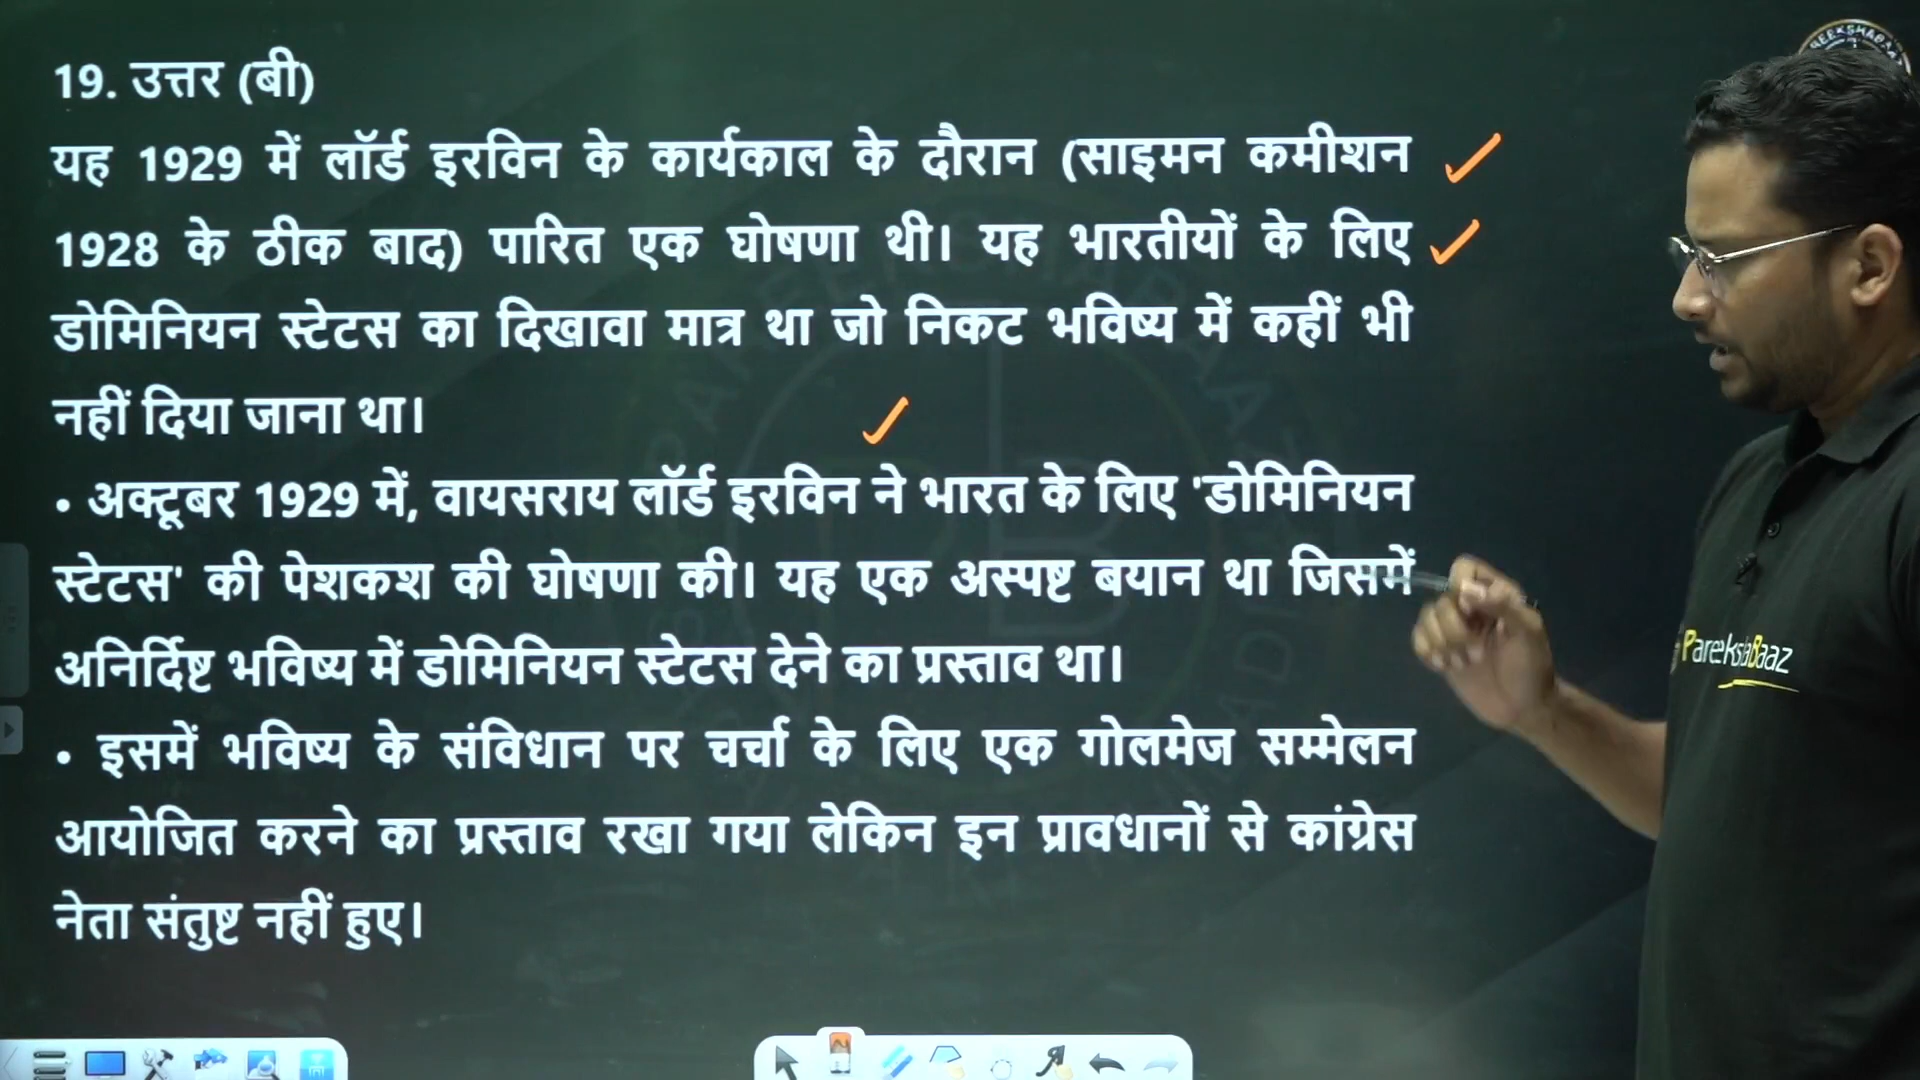 19. उत्तर (बी)
यह 1929 में लॉर्ड इरविन के कार्यकाल के दौरान (साइमन कमीशन
1928 के ठीक बाद) पारित एक घोषणा थी। यह भारतीयों के लिए
डोमिनियन स्टेटस का दिखावा मात्र था जो निकट भविष्य में कहीं भी
नहीं दिया जाना था।
• अक्टूबर 1929 में, वायसराय लॉर्ड इरविन ने भारत के लिए 'डोमिनियन
स्टेटस' की पेशकश की घोषणा की। यह एक अस्पष्ट बयान था जिसमें
अनिर्दिष्ट भविष्य में डोमिनियन स्टेटस देने का प्रस्ताव था।
• इसमें भविष्य के संविधान पर चर्चा के लिए एक गोलमेज सम्मेलन
आयोजित करने का प्रस्ताव रखा गया लेकिन इन प्रावधानों से कांग्रेस
नेता संतुष्ट नहीं हुए।
PareekshaBaaz